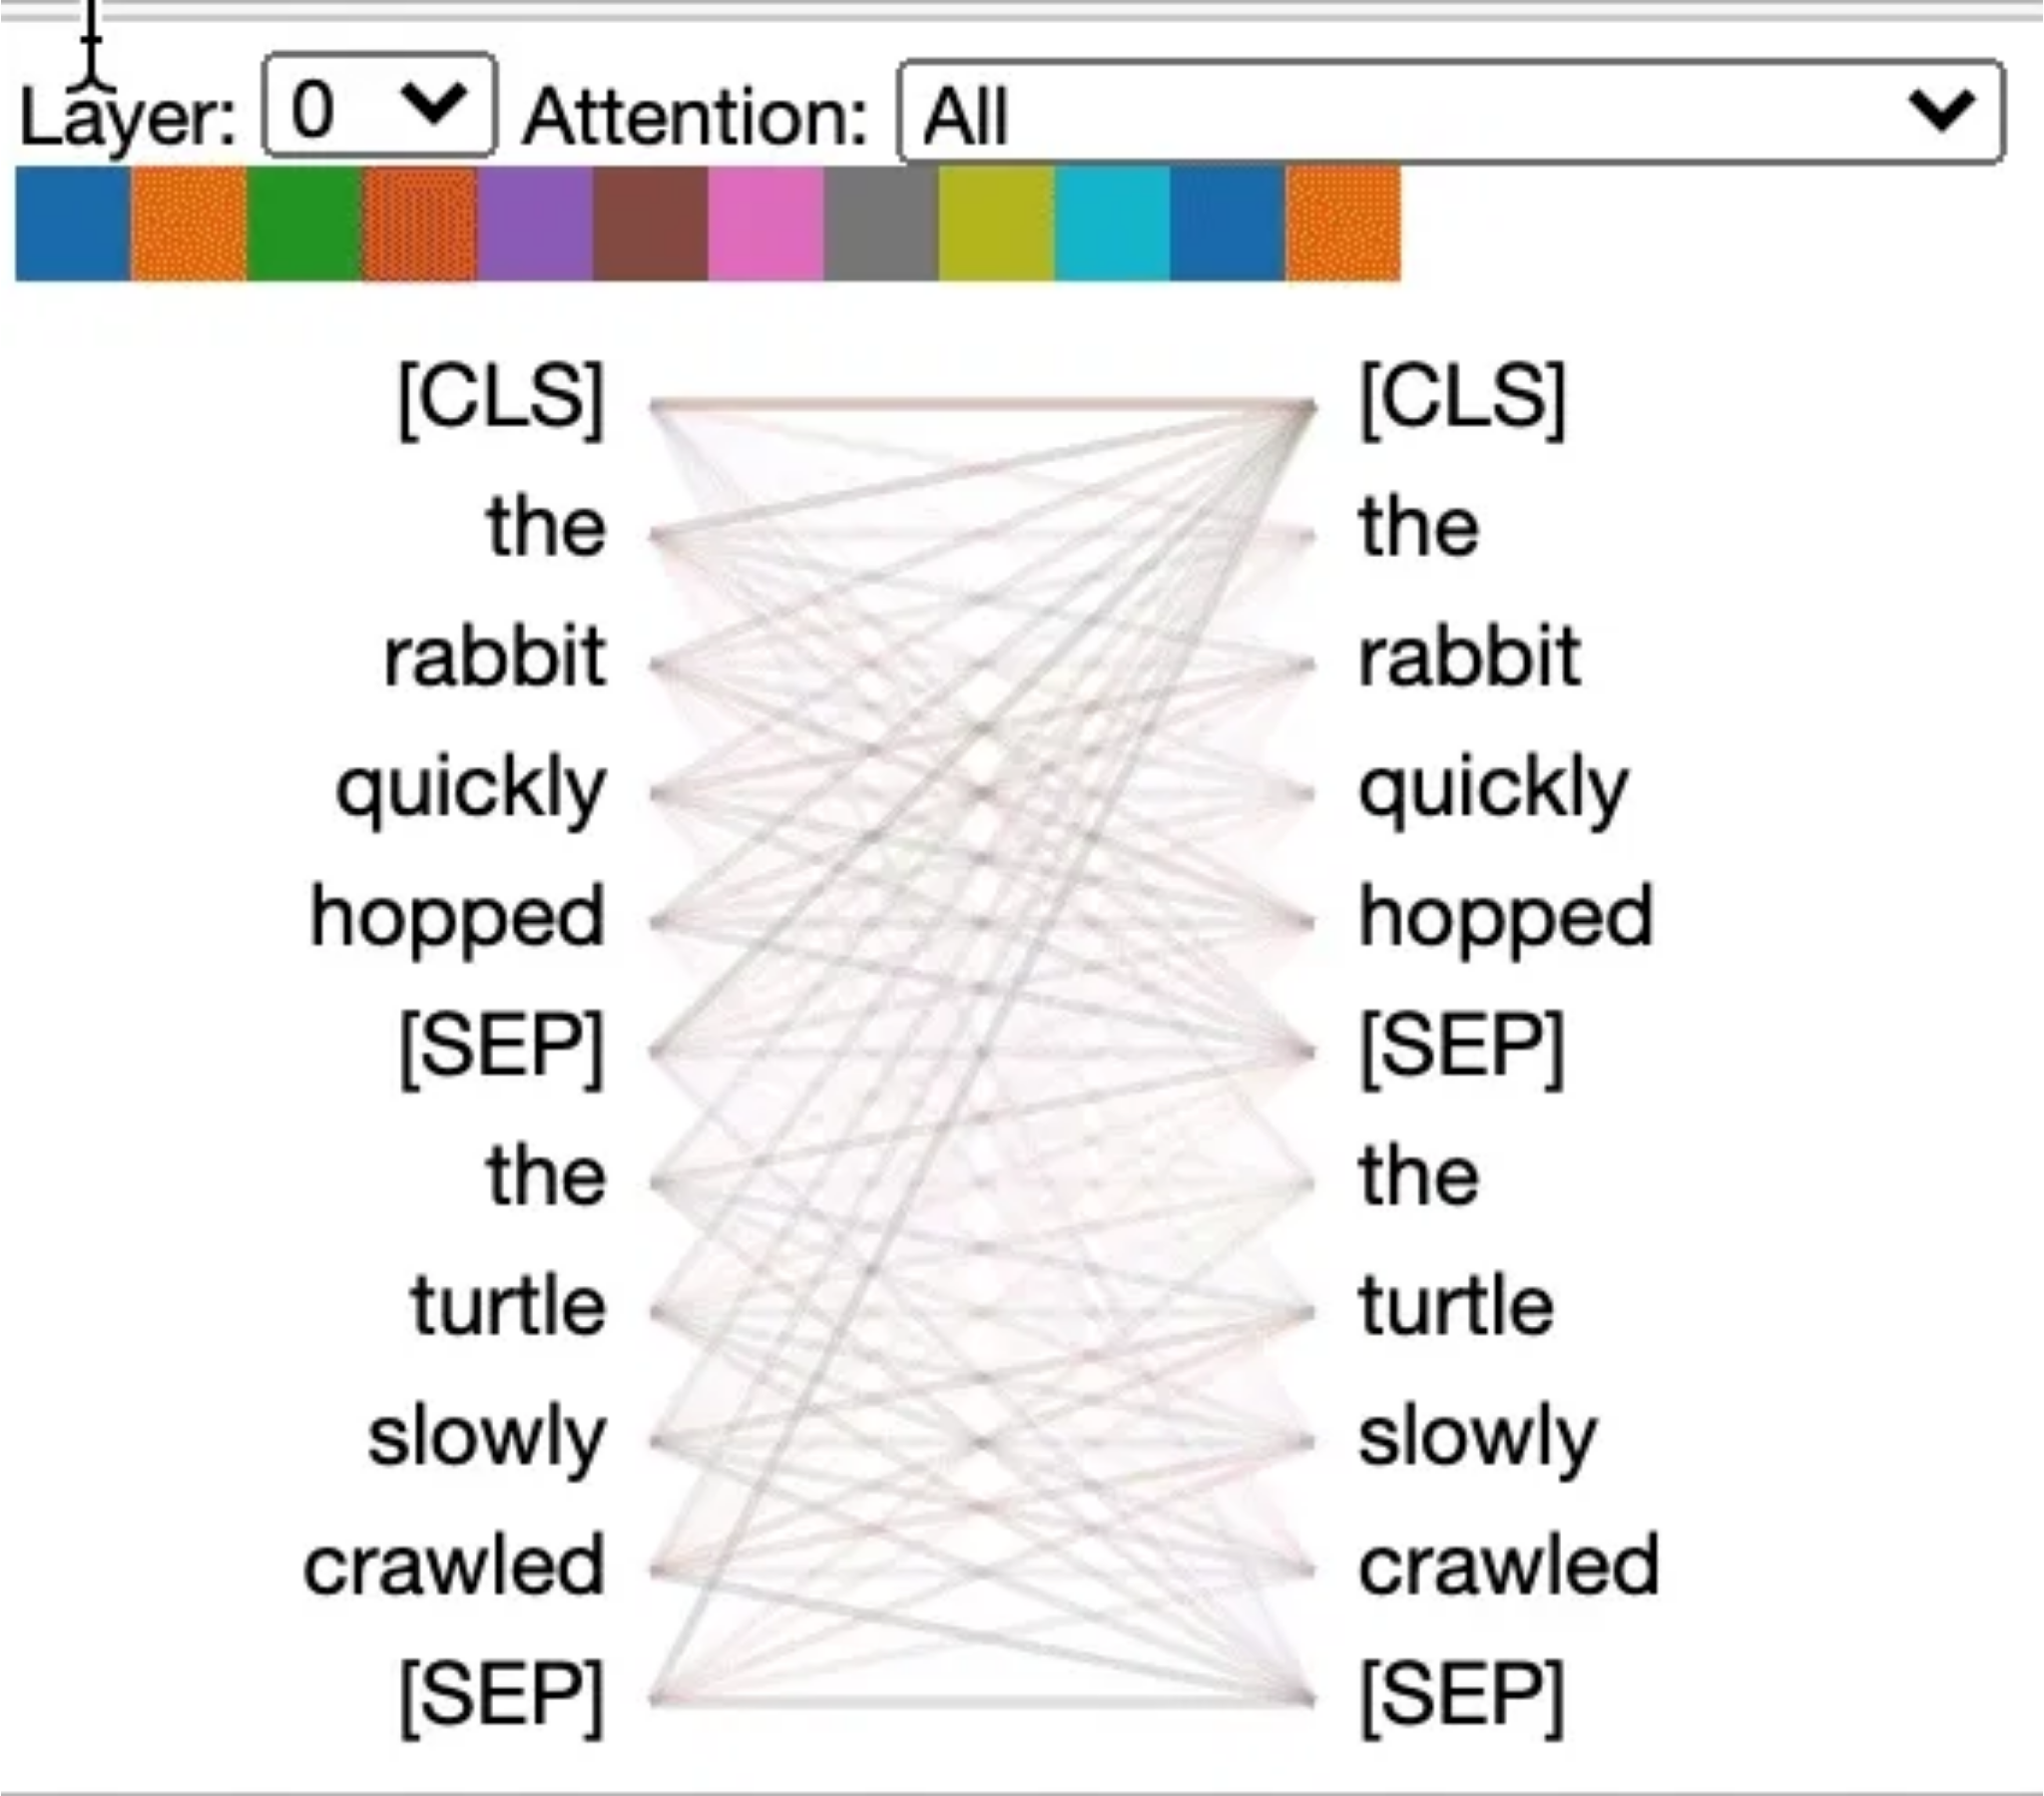 Layer: 0 Attention: All
[CLS] [CLS]
the the
rabbit rabbit
quickly quickly
hopped hopped
[SEP] [SEP]
the the
turtle turtle
slowly slowly
crawled crawled
[SEP] [SEP]